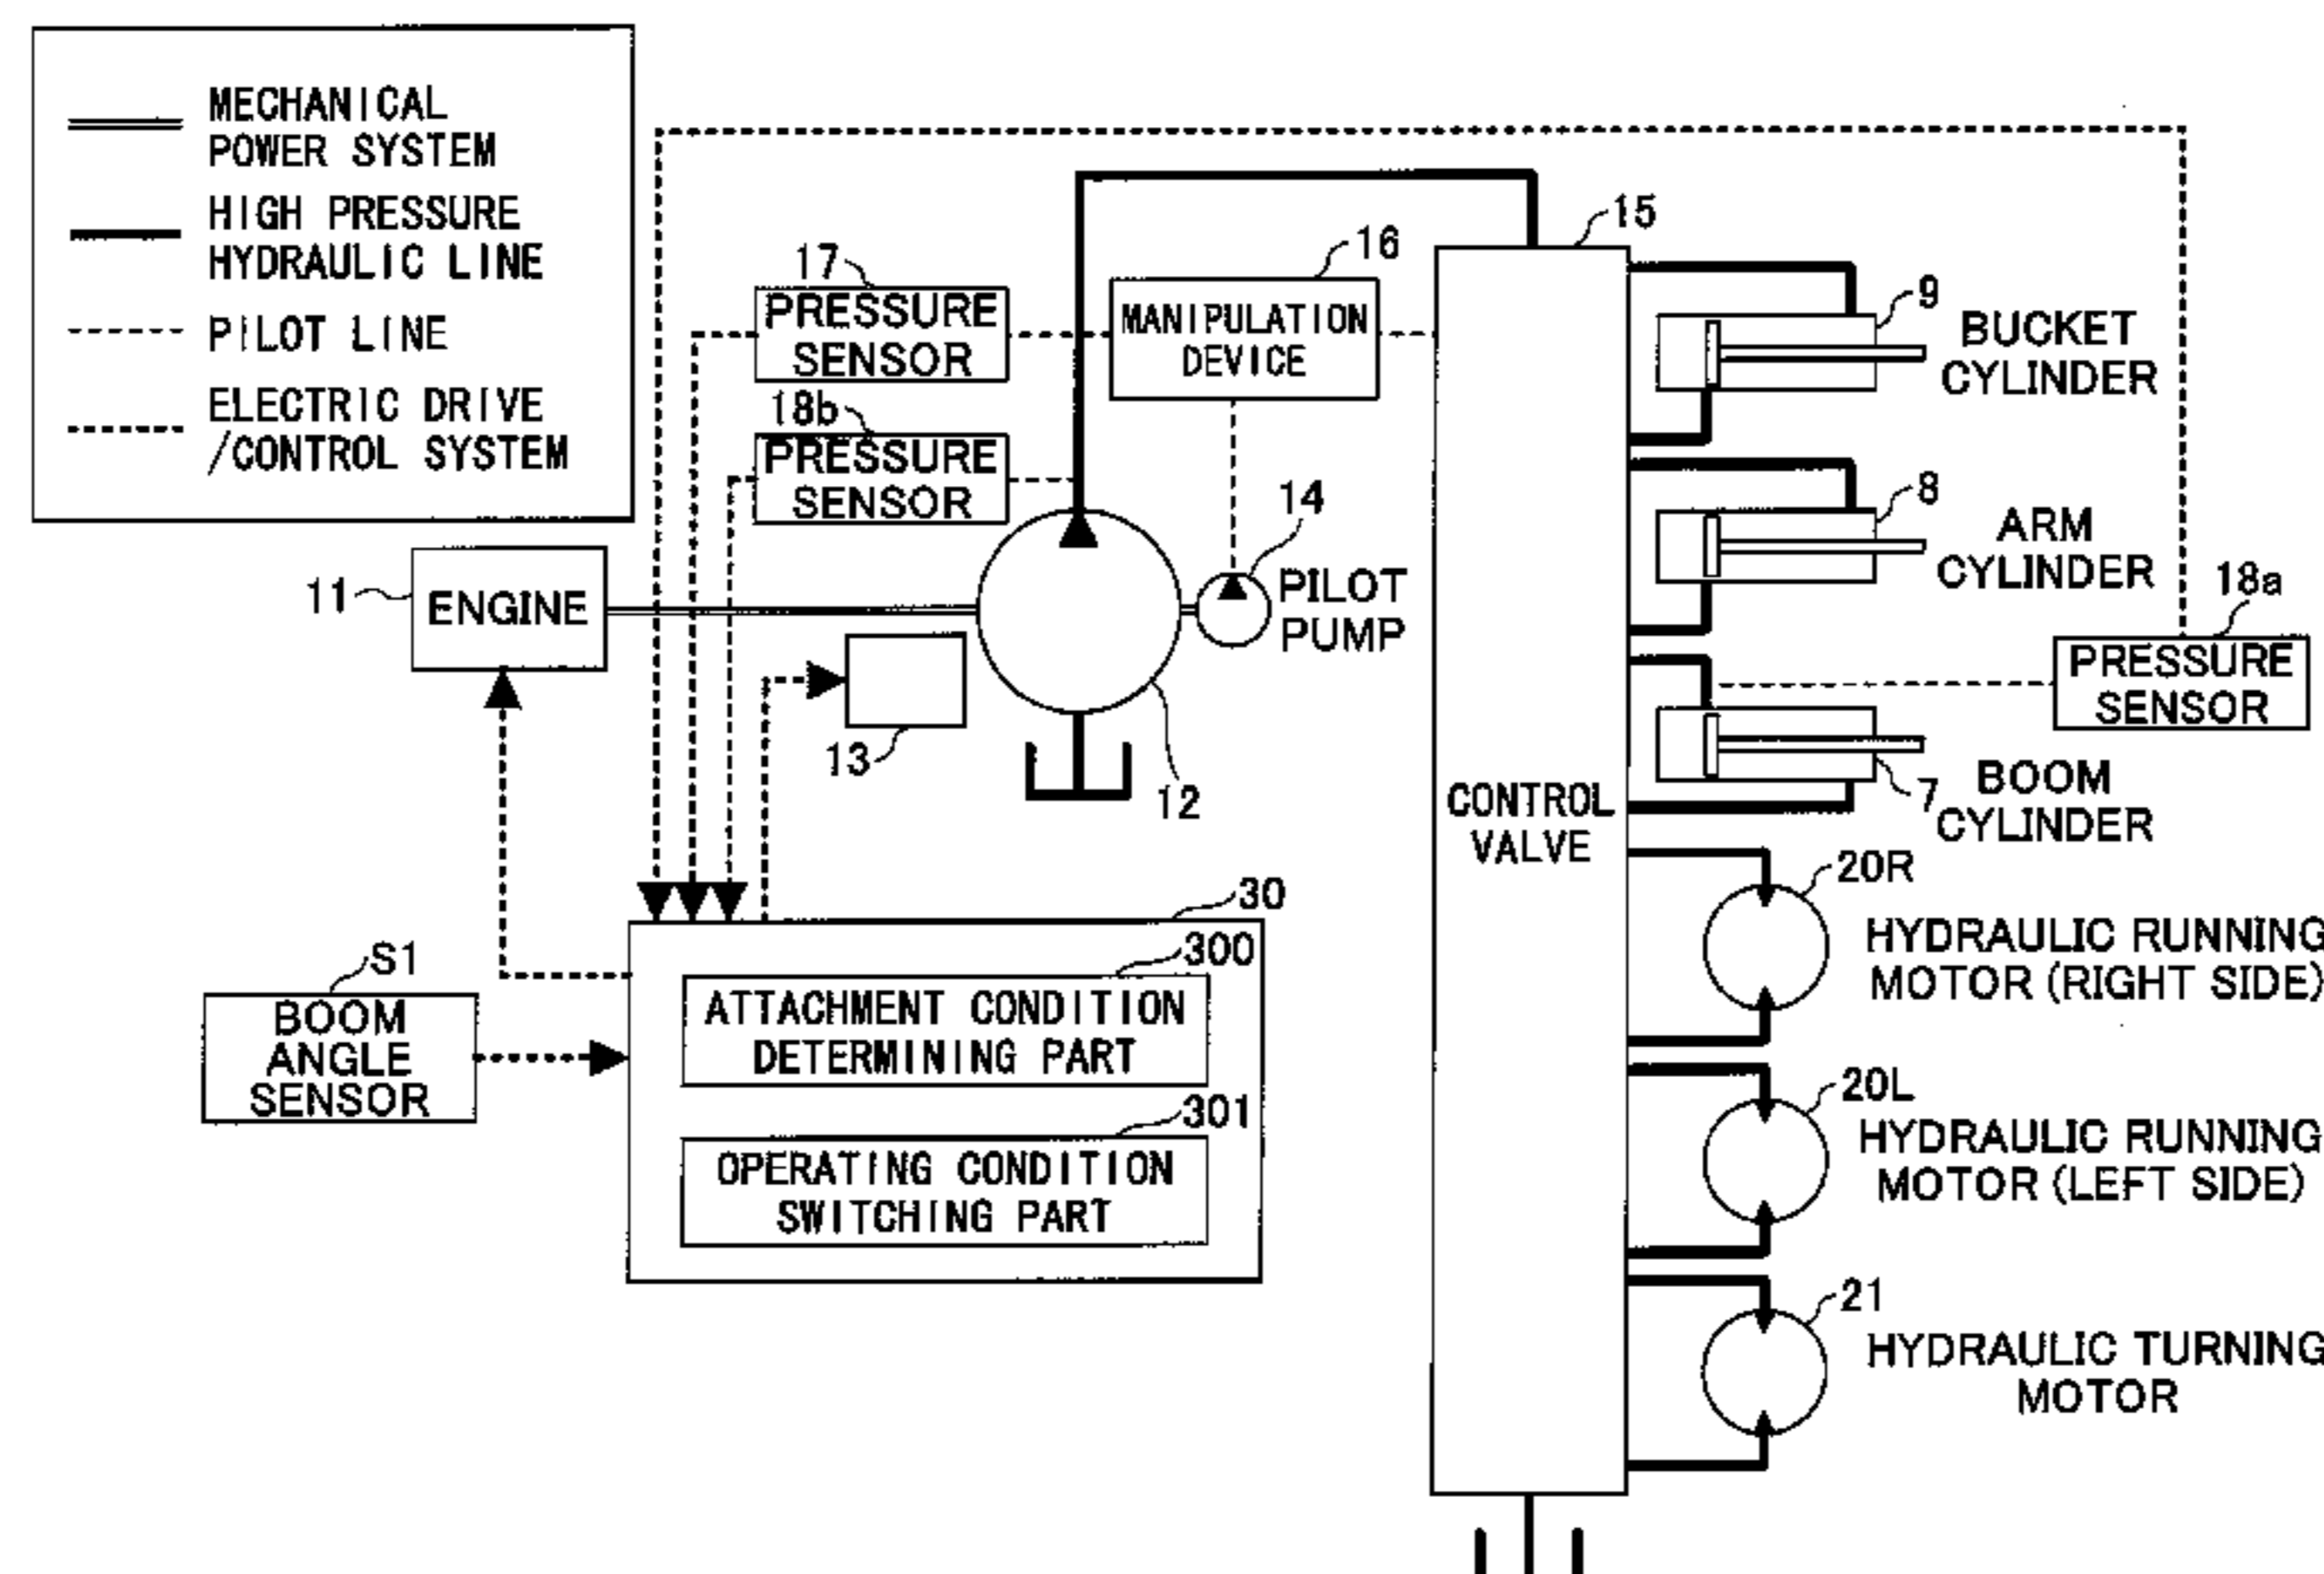 MECHANICAL
POWER SYSTEM
HIGH PRESSURE
HYDRAULIC LINE
PILOT LINE
ELECTRIC DRIVE
/CONTROL SYSTEM
15
16
17
PRESSURE
SENSOR
MANIPULATION
DEVICE
9
BUCKET
CYLINDER
18b
PRESSURE
SENSOR
14
PILOT
PUMP
8
ARM
CYLINDER
11
ENGINE
18a
PRESSURE
SENSOR
13
12
CONTROL
VALVE
7
BOOM
CYLINDER
20R
HYDRAULIC RUNNING
MOTOR (RIGHT SIDE)
30
300
ATTACHMENT CONDITION
DETERMINING PART
S1
BOOM
ANGLE
SENSOR
301
OPERATING CONDITION
SWITCHING PART
20L
HYDRAULIC RUNNING
MOTOR (LEFT SIDE)
21
HYDRAULIC TURNING
MOTOR